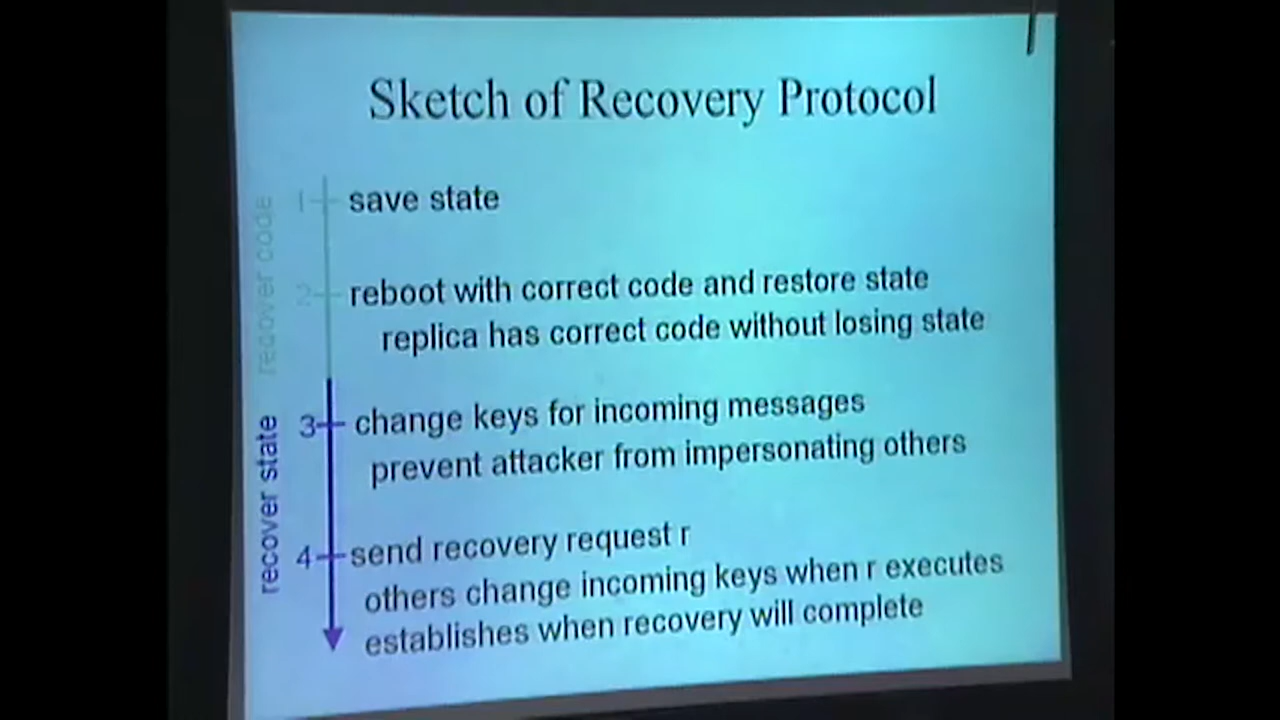 Sketch of Recovery Protocol
recover code
1 save state
2 reboot with correct code and restore state
replica has correct code without losing state
recover state
3 change keys for incoming messages
prevent attacker from impersonating others
4 send recovery request r
others change incoming keys when r executes
establishes when recovery will complete